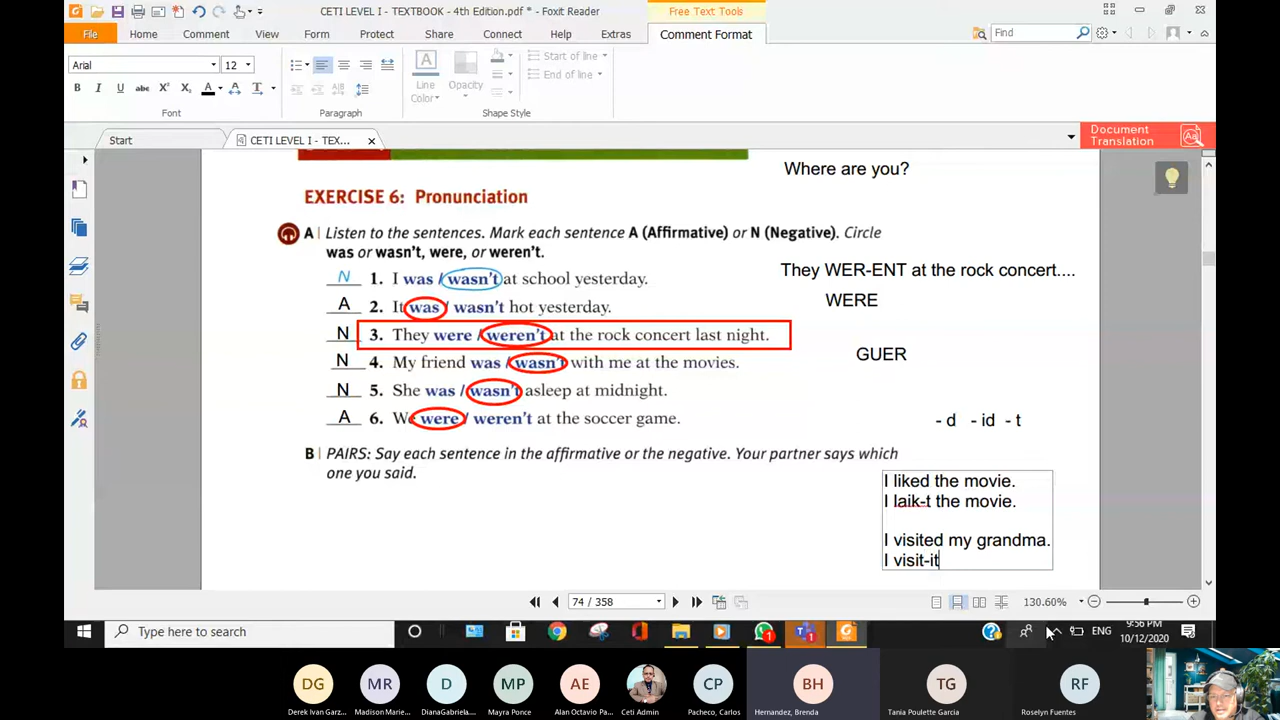 CETI LEVEL I - TEXTBOOK - 4th Edition.pdf * - Foxit Reader
Free Text Tools
File Home Comment View Form Protect Share Connect Help Extras Comment Format Find
Arial 12
Line Color Opacity Start of line End of line
Font Paragraph Shape Style
Start CETI LEVEL I - TEX... Document Translation
Where are you?
EXERCISE 6: Pronunciation
A Listen to the sentences. Mark each sentence A (Affirmative) or N (Negative). Circle
was or wasn't, were, or weren't.
They WER-ENT at the rock concert....
N 1. I was / wasn't at school yesterday.
WERE
A 2. It was / wasn't hot yesterday.
N 3. They were / weren't at the rock concert last night.
GUER
N 4. My friend was / wasn't with me at the movies.
N 5. She was / wasn't asleep at midnight.
A 6. We were / weren't at the soccer game.
- d - id - t
B PAIRS: Say each sentence in the affirmative or the negative. Your partner says which
one you said.
I liked the movie.
I laik-t the movie.
I visited my grandma.
I visit-it
74 / 358 130.60%
Type here to search ENG 9:56 PM
10/12/2020
DG MR D MP AE CP BH TG RF
Derek Ivan Garz... Madison Marie... DianaGabriela... Mayra Ponce Alan Octavio Pa... Ceti Admin Pacheco, Carlos Hernandez, Brenda Tania Poulette Garcia Roselyn Fuentes